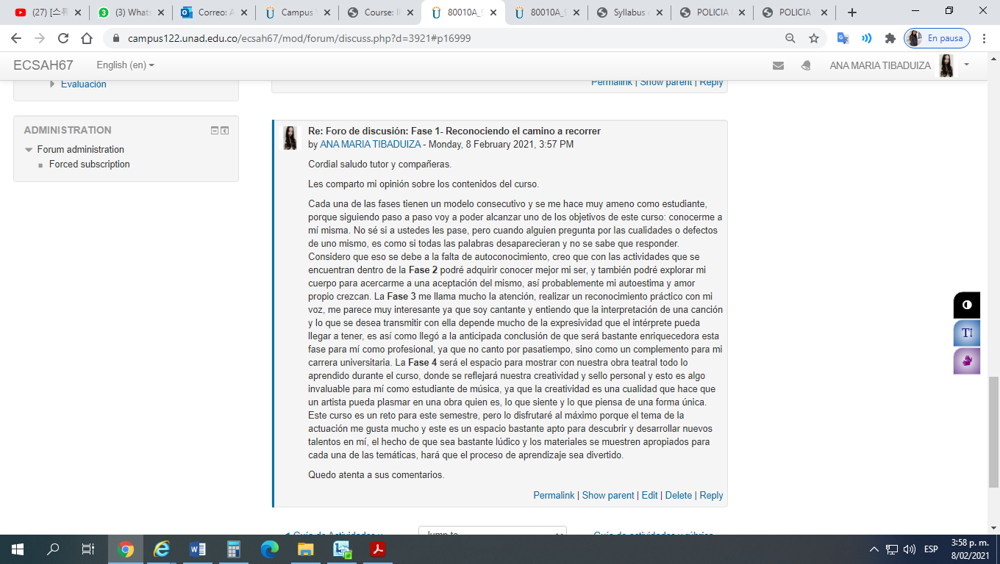 (27) [스튜
(3) Whats
Correo: A
Campus V
Course: II
80010A_9
80010A_9
Syllabus d
POLICIA
POLICIA
campus122.unad.edu.co/ecsah67/mod/forum/discuss.php?d=3921#p16999
En pausa
ECSAH67
English (en)
ANA MARIA TIBADUIZA
Evaluación
Permalink | Show parent | Reply
ADMINISTRATION
Forum administration
Forced subscription
Re: Foro de discusión: Fase 1- Reconociendo el camino a recorrer
by ANA MARIA TIBADUIZA - Monday, 8 February 2021, 3:57 PM
Cordial saludo tutor y compañeras.
Les comparto mi opinión sobre los contenidos del curso.
Cada una de las fases tienen un modelo consecutivo y se me hace muy ameno como estudiante,
porque siguiendo paso a paso voy a poder alcanzar uno de los objetivos de este curso: conocerme a
mí misma. No sé si a ustedes les pase, pero cuando alguien pregunta por las cualidades o defectos
de uno mismo, es como si todas las palabras desaparecieran y no se sabe que responder.
Considero que eso se debe a la falta de autoconocimiento, creo que con las actividades que se
encuentran dentro de la Fase 2 podré adquirir conocer mejor mi ser, y también podré explorar mi
cuerpo para acercarme a una aceptación del mismo, así probablemente mi autoestima y amor
propio crezcan. La Fase 3 me llama mucho la atención, realizar un reconocimiento práctico con mi
voz, me parece muy interesante ya que soy cantante y entiendo que la interpretación de una canción
y lo que se desea transmitir con ella depende mucho de la expresividad que el intérprete pueda
llegar a tener, es así como llegó a la anticipada conclusión de que será bastante enriquecedora esta
fase para mí como profesional, ya que no canto por pasatiempo, sino como un complemento para mi
carrera universitaria. La Fase 4 será el espacio para mostrar con nuestra obra teatral todo lo
aprendido durante el curso, donde se reflejará nuestra creatividad y sello personal y esto es algo
invaluable para mí como estudiante de música, ya que la creatividad es una cualidad que hace que
un artista pueda plasmar en una obra quien es, lo que siente y lo que piensa de una forma única.
Este curso es un reto para este semestre, pero lo disfrutaré al máximo porque el tema de la
actuación me gusta mucho y este es un espacio bastante apto para descubrir y desarrollar nuevos
talentos en mí, el hecho de que sea bastante lúdico y los materiales se muestren apropiados para
cada una de las temáticas, hará que el proceso de aprendizaje sea divertido.
Quedo atenta a sus comentarios.
Permalink | Show parent | Edit | Delete | Reply
Guía de Actividades y
Jump to
Guía de actividades y rúbrica
ESP
3:58 p. m.
8/02/2021